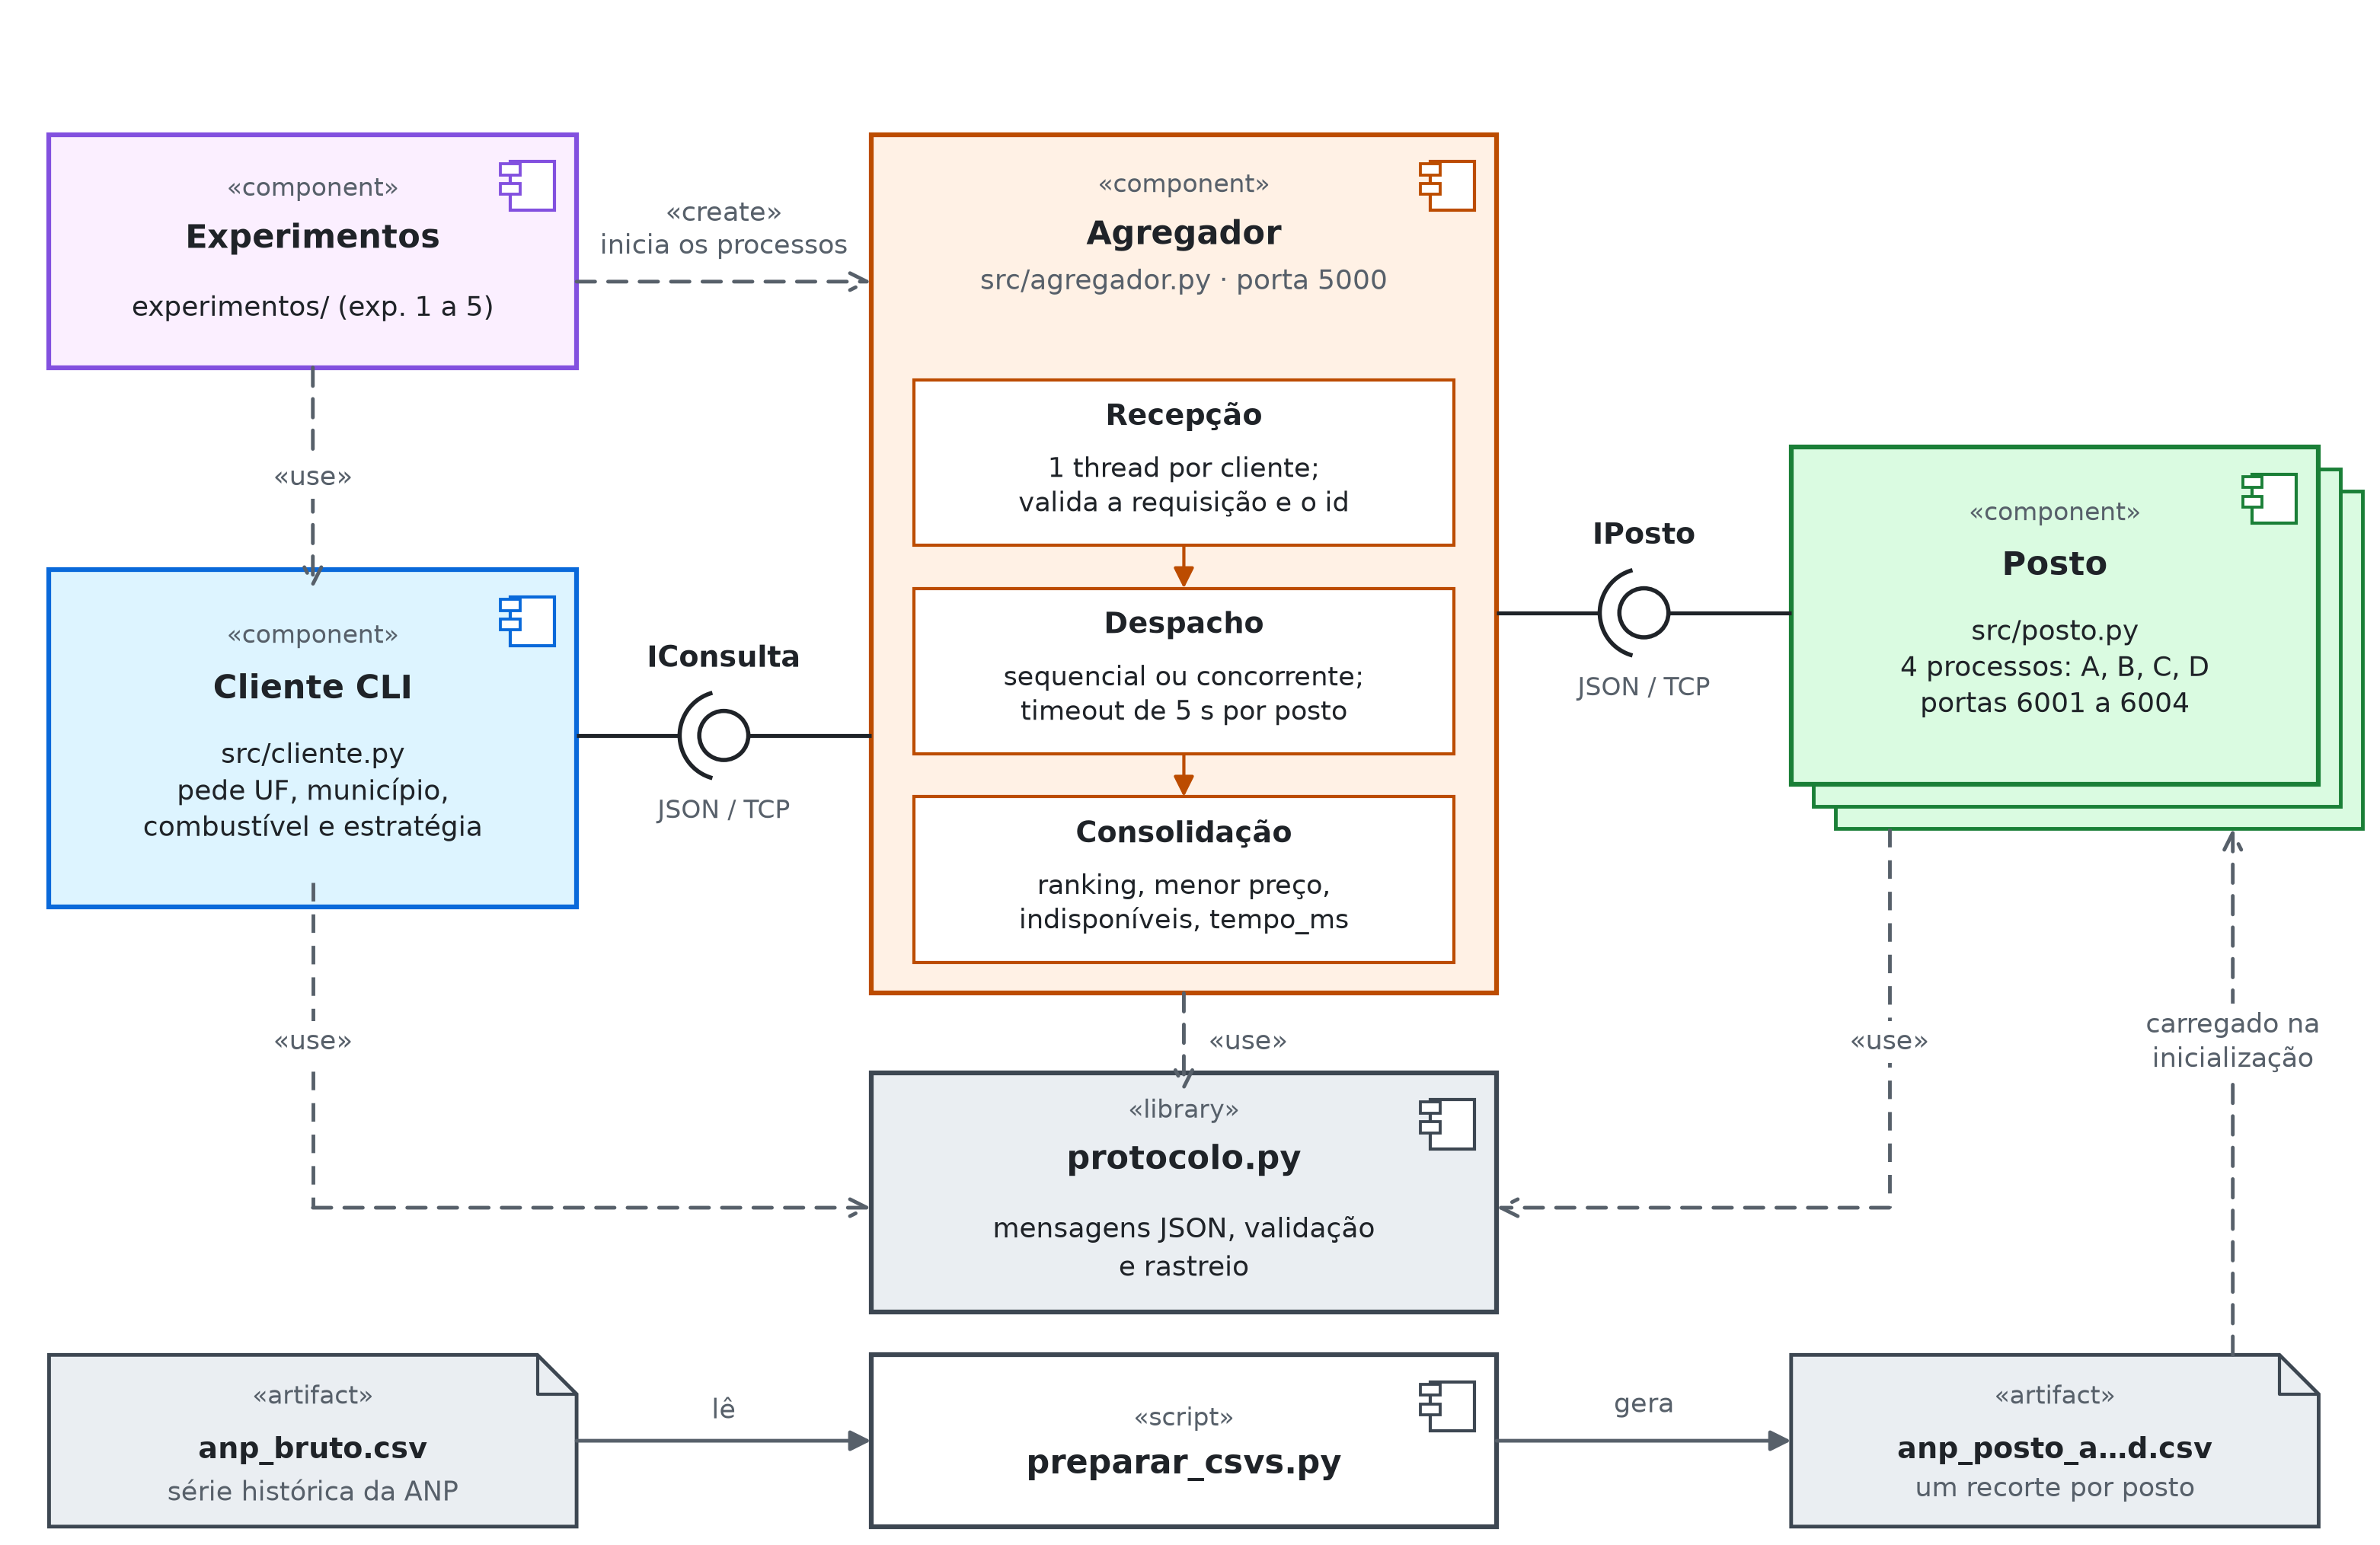 «component»
Experimentos
experimentos/ (exp. 1 a 5)
«create»
inicia os processos
«component»
Agregador
src/agregador.py · porta 5000
Recepção
1 thread por cliente;
valida a requisição e o id
Despacho
sequencial ou concorrente;
timeout de 5 s por posto
Consolidação
ranking, menor preço,
indisponíveis, tempo_ms
«use»
«component»
Cliente CLI
src/cliente.py
pede UF, município,
combustível e estratégia
IConsulta
JSON / TCP
IPosto
JSON / TCP
«component»
Posto
src/posto.py
4 processos: A, B, C, D
portas 6001 a 6004
«use»
«use»
«use»
carregado na
inicialização
«library»
protocolo.py
mensagens JSON, validação
e rastreio
«artifact»
anp_bruto.csv
série histórica da ANP
lê
«script»
preparar_csvs.py
gera
«artifact»
anp_posto_a...d.csv
um recorte por posto